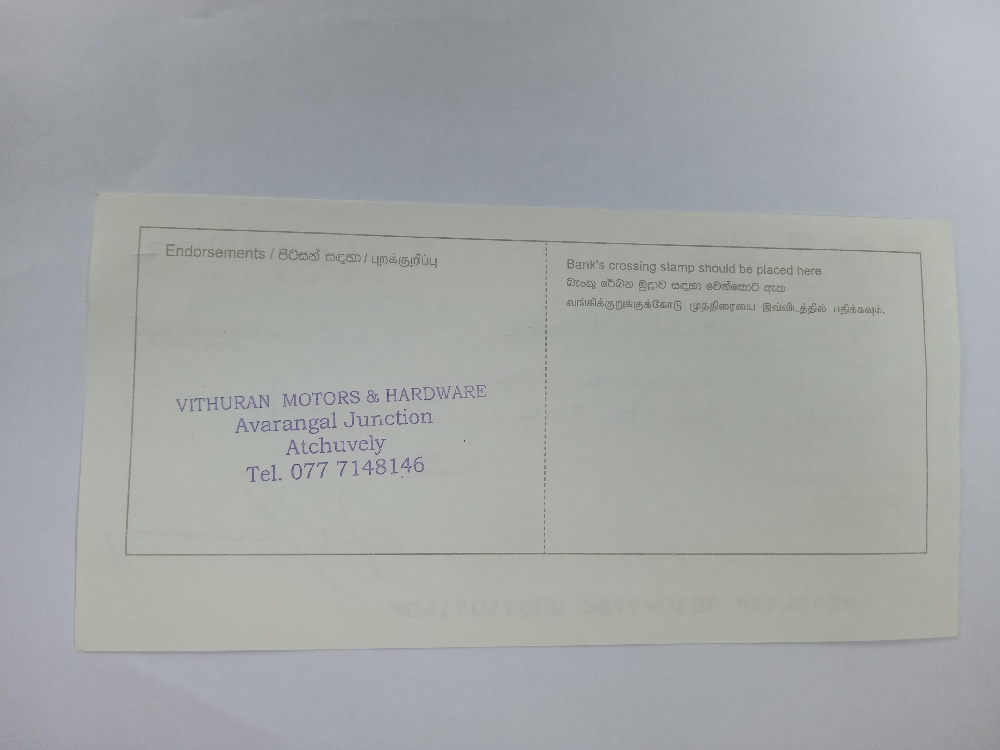 Endorsements / පිටසන් සඳහා / புறக்குறிப்பு
Bank's crossing stamp should be placed here
බැංකු රේඛන මුද්‍රාව සඳහා වෙන්කොට ඇත
வங்கிக்குறுக்குக்கோடு முத்திரையை இவ்விடத்தில் பதிக்கவும்.
VITHURAN MOTORS & HARDWARE
Avarangal Junction
Atchuvely
Tel. 077 7148146